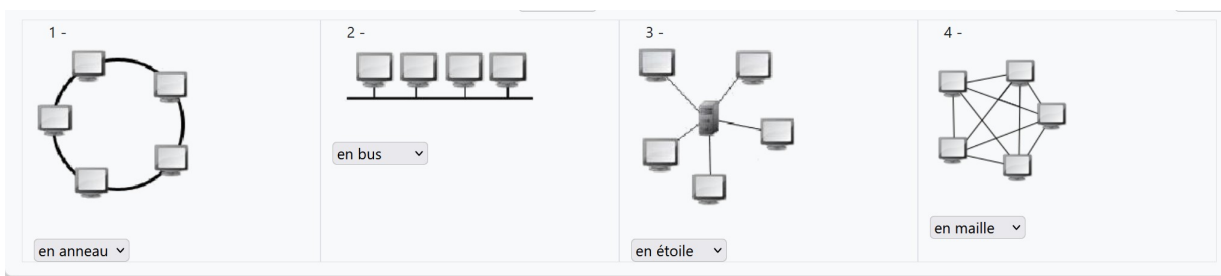 1 -
en anneau
2 -
en bus
3 -
en étoile
4 -
en maille